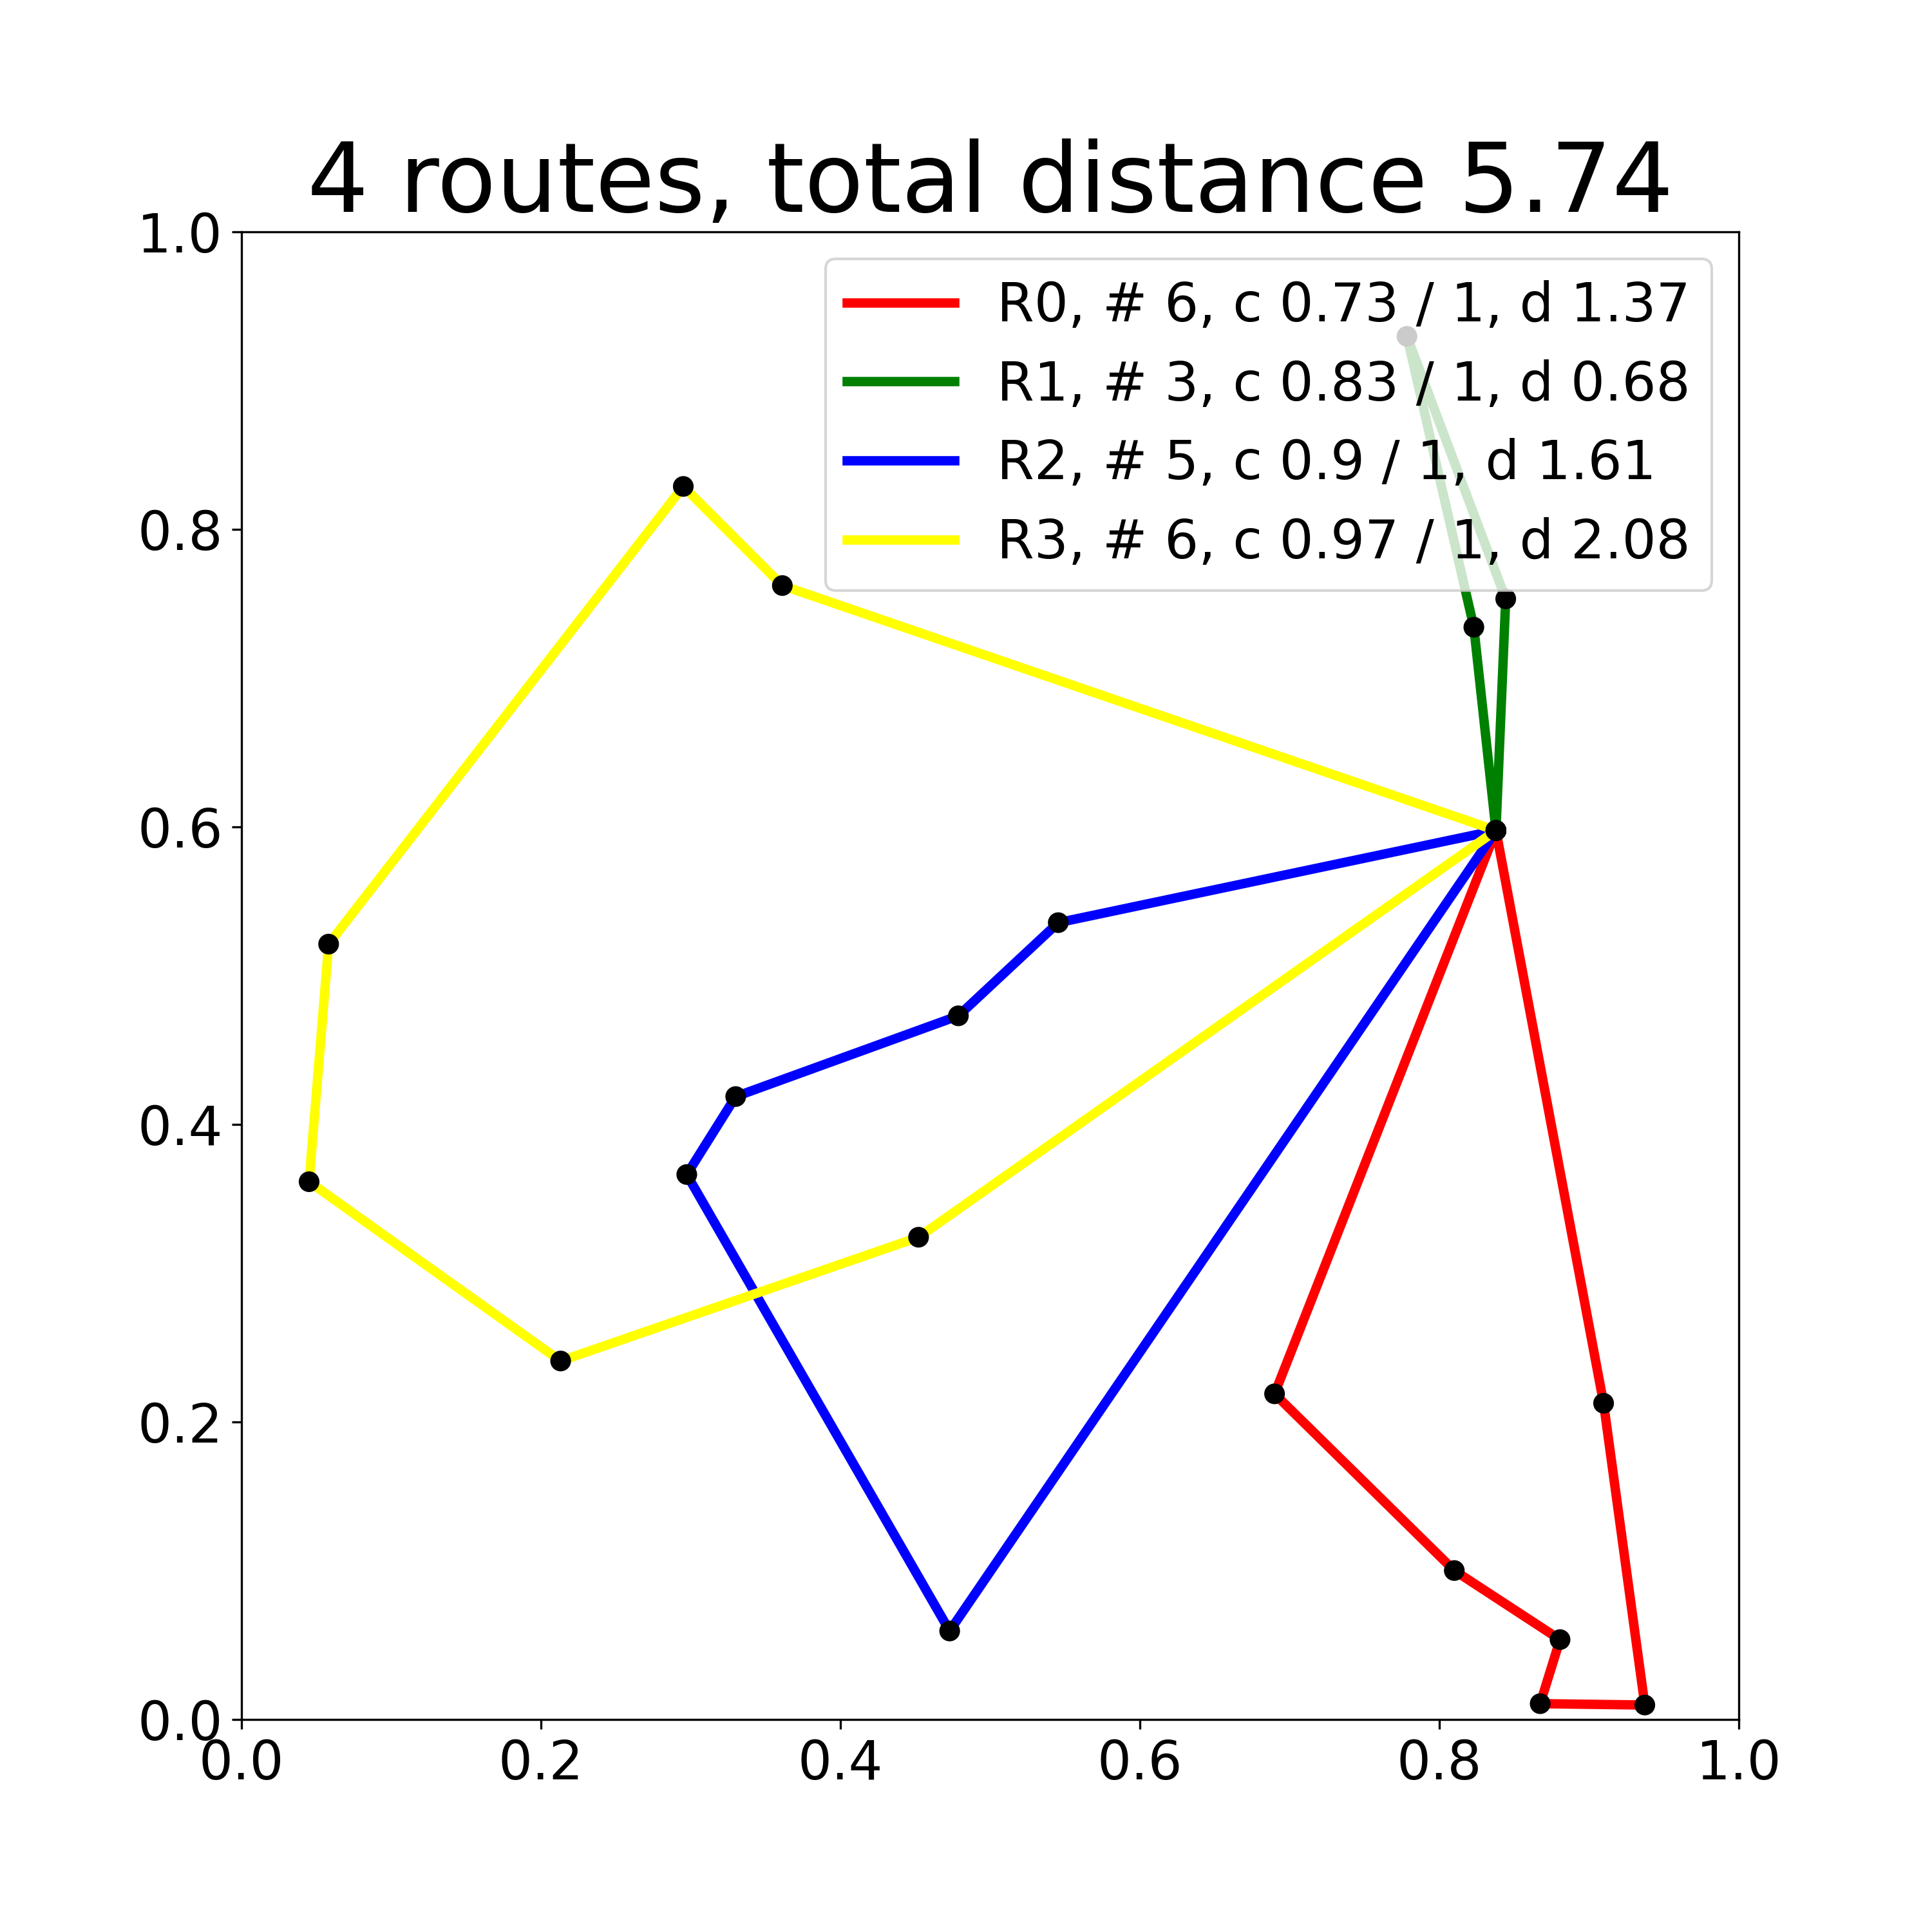 4 routes, total distance 5.74
R0, # 6, c 0.73 / 1, d 1.37
R1, # 3, c 0.83 / 1, d 0.68
R2, # 5, c 0.9 / 1, d 1.61
R3, # 6, c 0.97 / 1, d 2.08
1.0
0.8
0.6
0.4
0.2
0.0
0.0 0.2 0.4 0.6 0.8 1.0